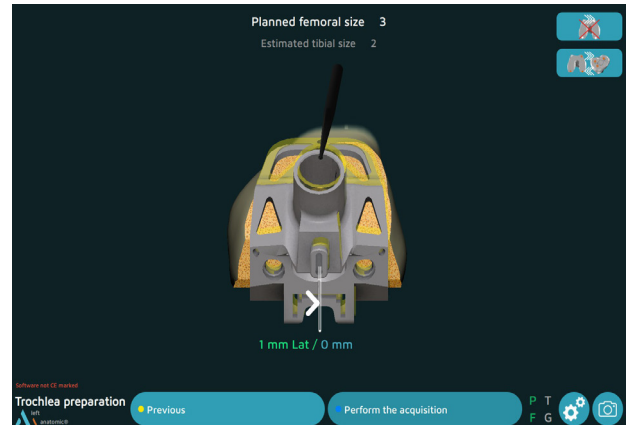 Planned femoral size 3
Estimated tibial size 2
1 mm Lat / 0 mm
Software not CE marked
Trochlea preparation
left
anatomic®
Previous
Perform the acquisition
P T
F G